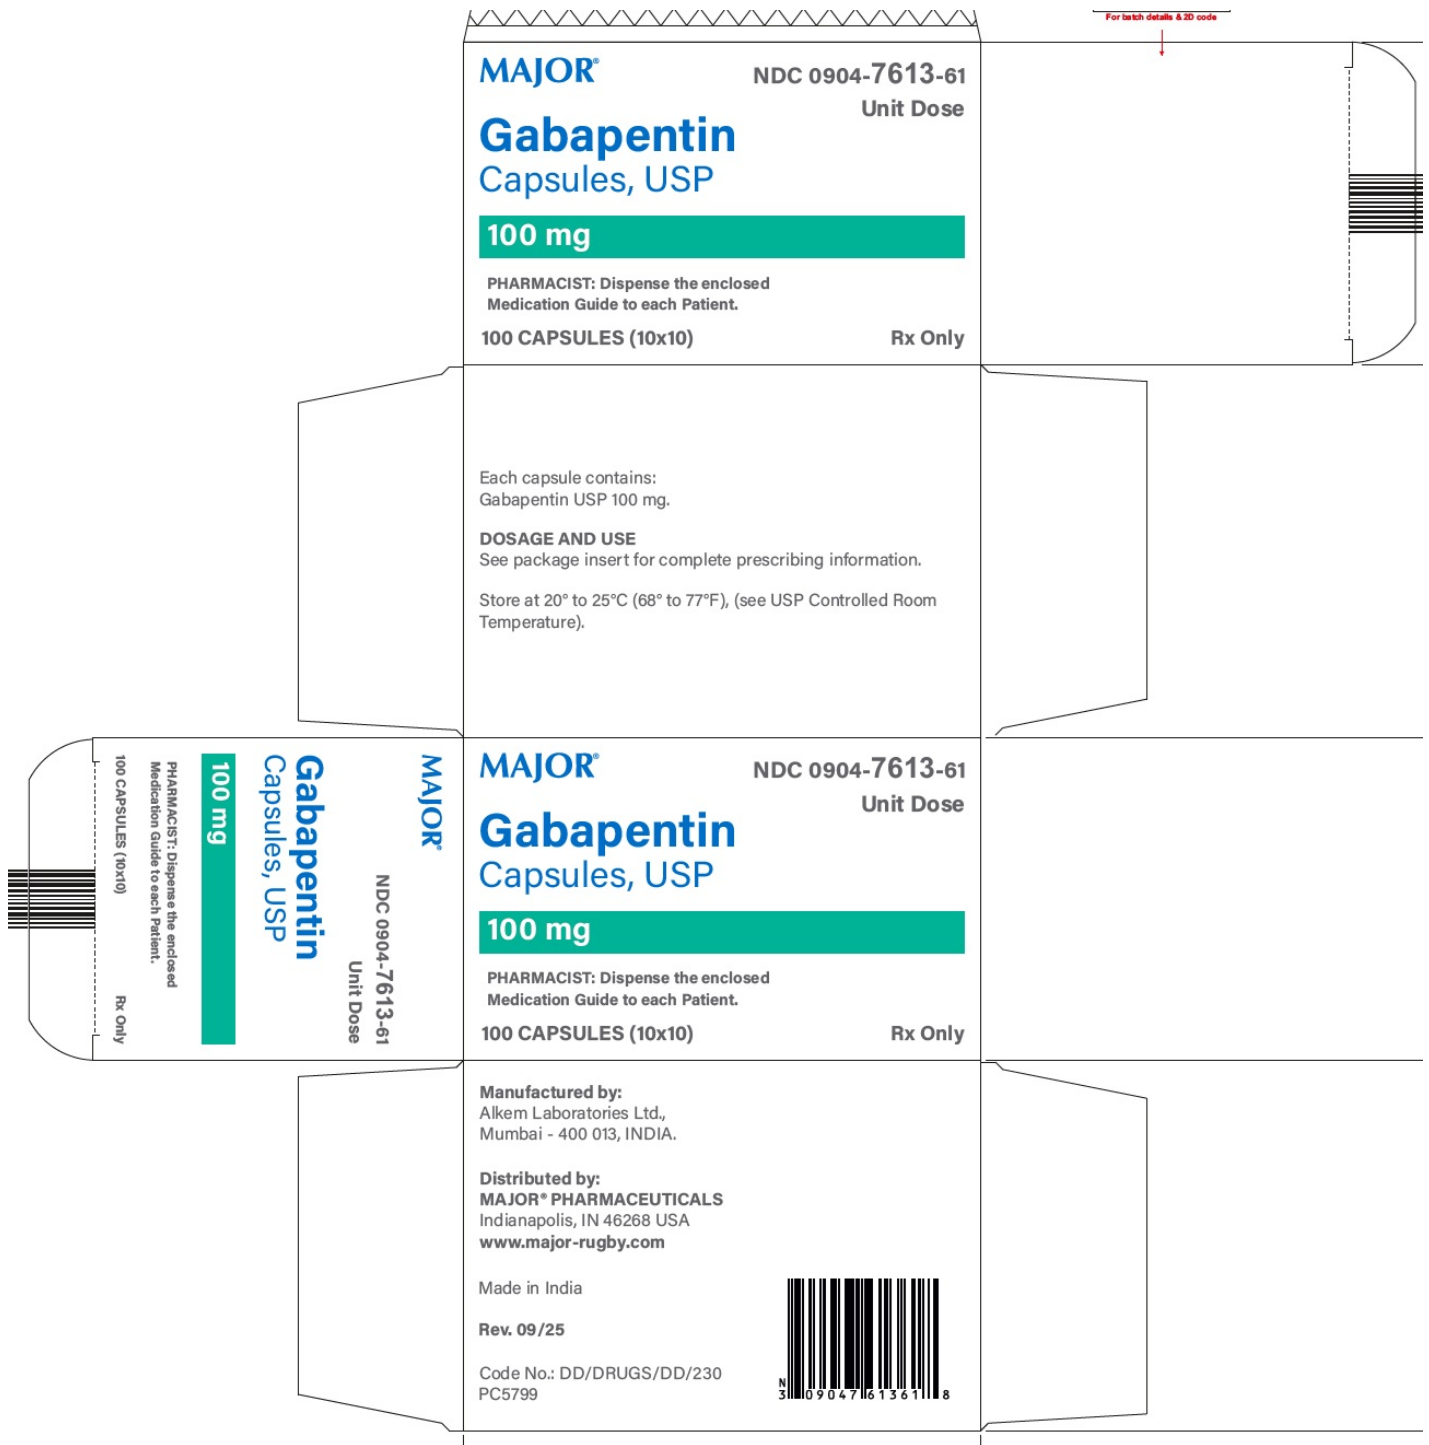 For batch details & 2D code
MAJOR®
NDC 0904-7613-61
Unit Dose
Gabapentin
Capsules, USP
100 mg
PHARMACIST: Dispense the enclosed
Medication Guide to each Patient.
100 CAPSULES (10x10)
Rx Only
Each capsule contains:
Gabapentin USP 100 mg.
DOSAGE AND USE
See package insert for complete prescribing information.
Store at 20° to 25°C (68° to 77°F), (see USP Controlled Room
Temperature).
MAJOR®
NDC 0904-7613-61
Unit Dose
Gabapentin
Capsules, USP
100 mg
PHARMACIST: Dispense the enclosed
Medication Guide to each Patient.
100 CAPSULES (10x10)
Rx Only
MAJOR®
NDC 0904-7613-61
Unit Dose
Gabapentin
Capsules, USP
100 mg
PHARMACIST: Dispense the enclosed
Medication Guide to each Patient.
100 CAPSULES (10x10)
Rx Only
Manufactured by:
Alkem Laboratories Ltd.,
Mumbai - 400 013, INDIA.
Distributed by:
MAJOR® PHARMACEUTICALS
Indianapolis, IN 46268 USA
www.major-rugby.com
Made in India
Rev. 09/25
Code No.: DD/DRUGS/DD/230
PC5799
N
3 09047 61361 8